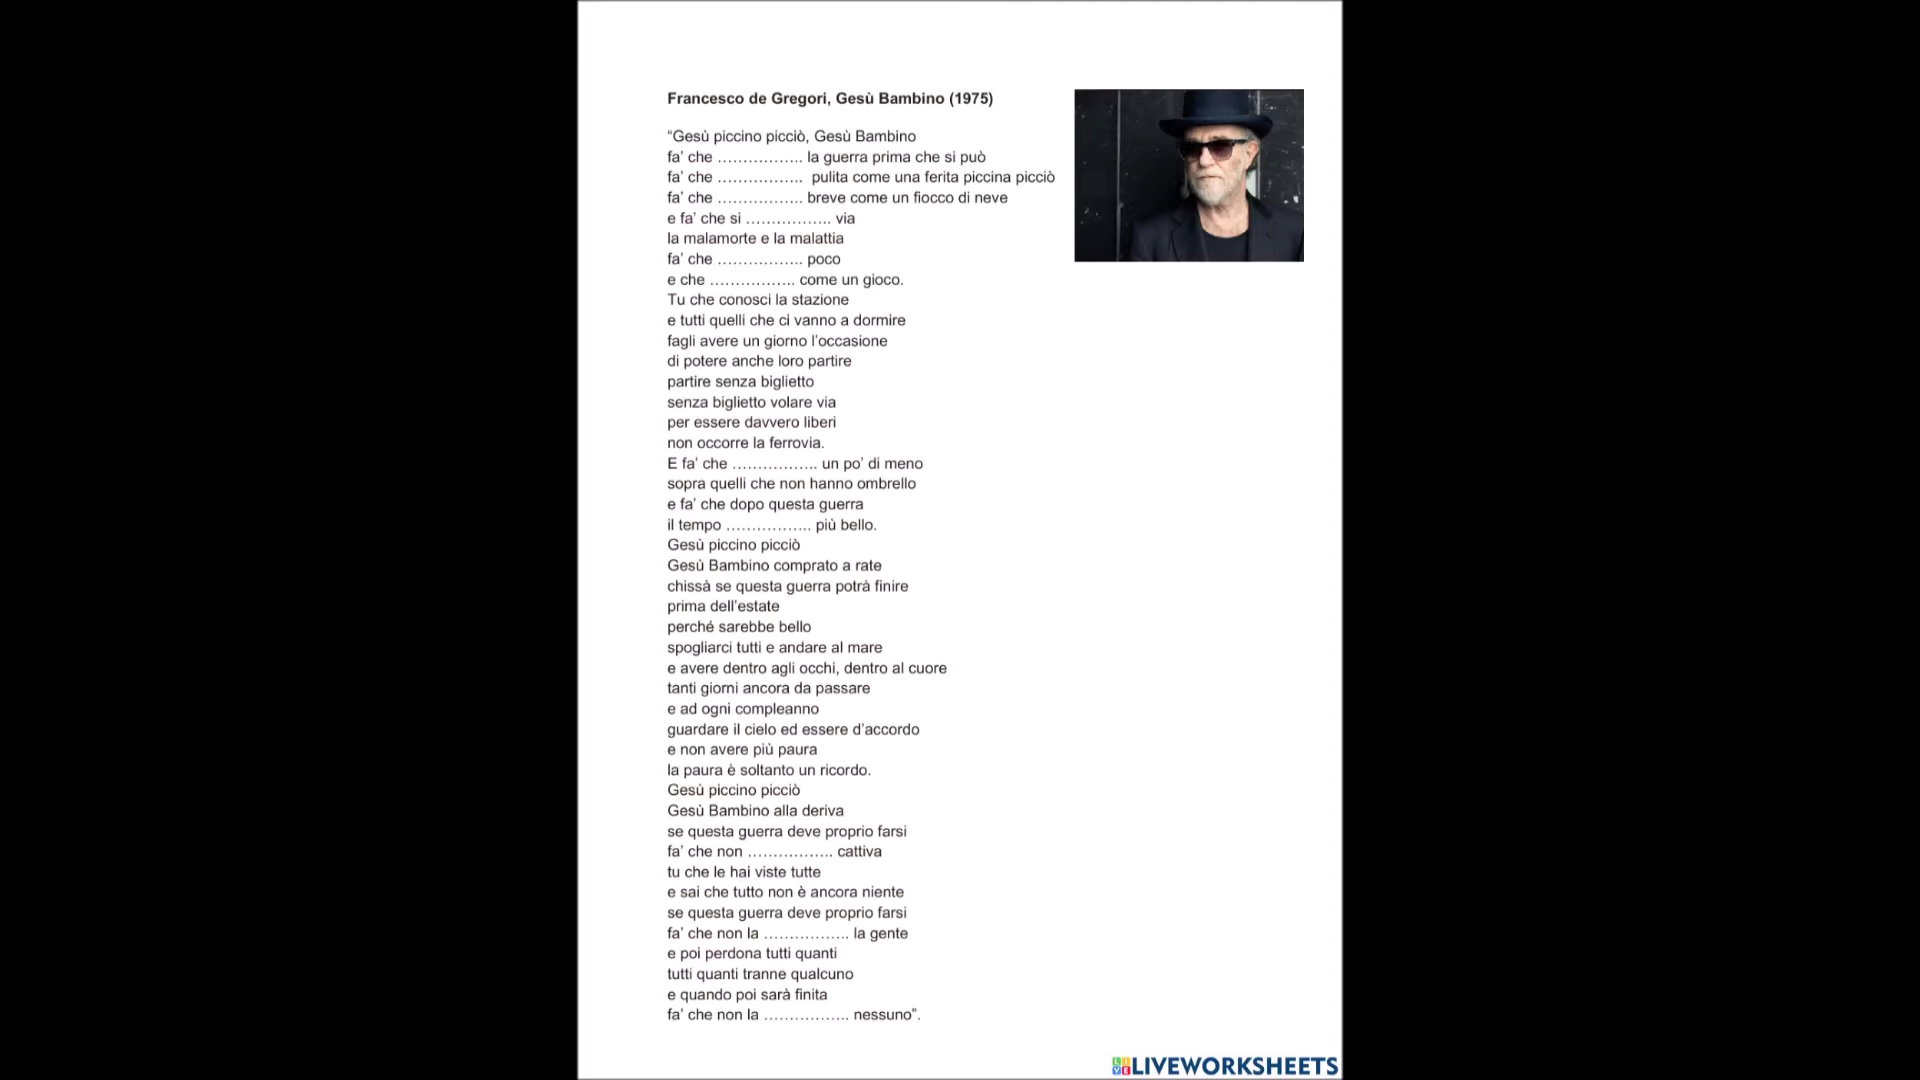 Francesco de Gregori, Gesù Bambino (1975)
“Gesù piccino picciò, Gesù Bambino
fa’ che …………….. la guerra prima che si può
fa’ che …………….. pulita come una ferita piccina picciò
fa’ che …………….. breve come un fiocco di neve
e fa’ che si …………….. via
la malamorte e la malattia
fa’ che …………….. poco
e che …………….. come un gioco.
Tu che conosci la stazione
e tutti quelli che ci vanno a dormire
fagli avere un giorno l’occasione
di potere anche loro partire
partire senza biglietto
senza biglietto volare via
per essere davvero liberi
non occorre la ferrovia.
E fa’ che …………….. un po’ di meno
sopra quelli che non hanno ombrello
e fa’ che dopo questa guerra
il tempo …………….. più bello.
Gesù piccino picciò
Gesù Bambino comprato a rate
chissà se questa guerra potrà finire
prima dell’estate
perché sarebbe bello
spogliarci tutti e andare al mare
e avere dentro agli occhi, dentro al cuore
tanti giorni ancora da passare
e ad ogni compleanno
guardare il cielo ed essere d’accordo
e non avere più paura
la paura è soltanto un ricordo.
Gesù piccino picciò
Gesù Bambino alla deriva
se questa guerra deve proprio farsi
fa’ che non …………….. cattiva
tu che le hai viste tutte
e sai che tutto non è ancora niente
se questa guerra deve proprio farsi
fa’ che non la …………….. la gente
e poi perdona tutti quanti
tutti quanti tranne qualcuno
e quando poi sarà finita
fa’ che non la …………….. nessuno”.
LIVEWORKSHEETS